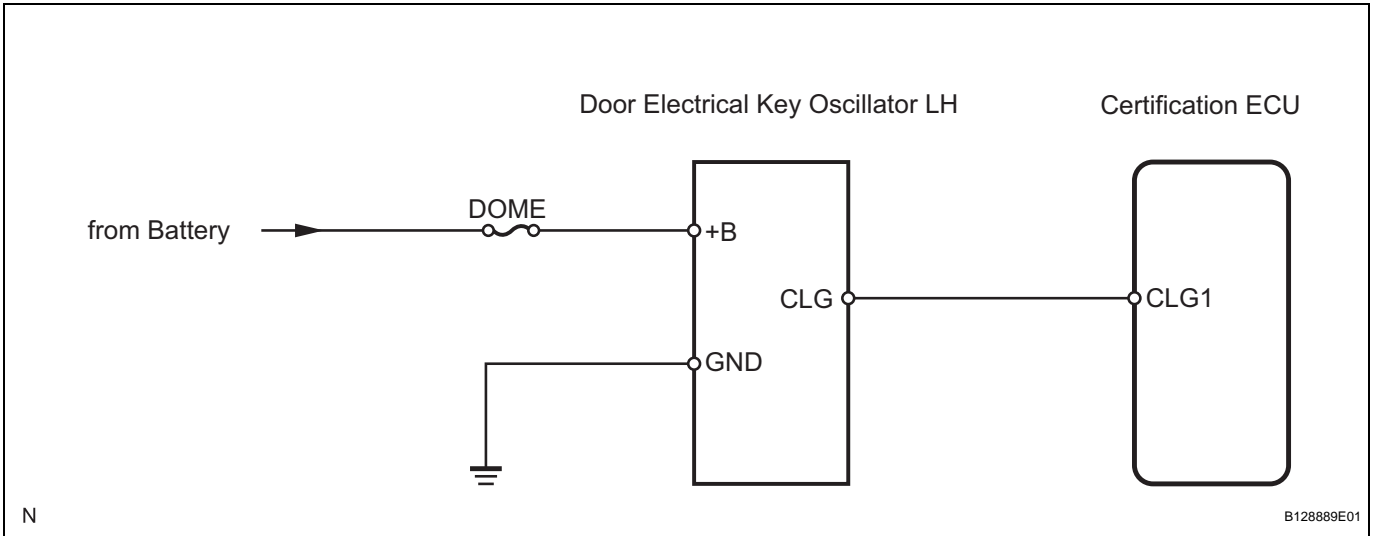 Door Electrical Key Oscillator LH
Certification ECU
from Battery
DOME
+B
CLG
CLG1
GND
N
B128889E01